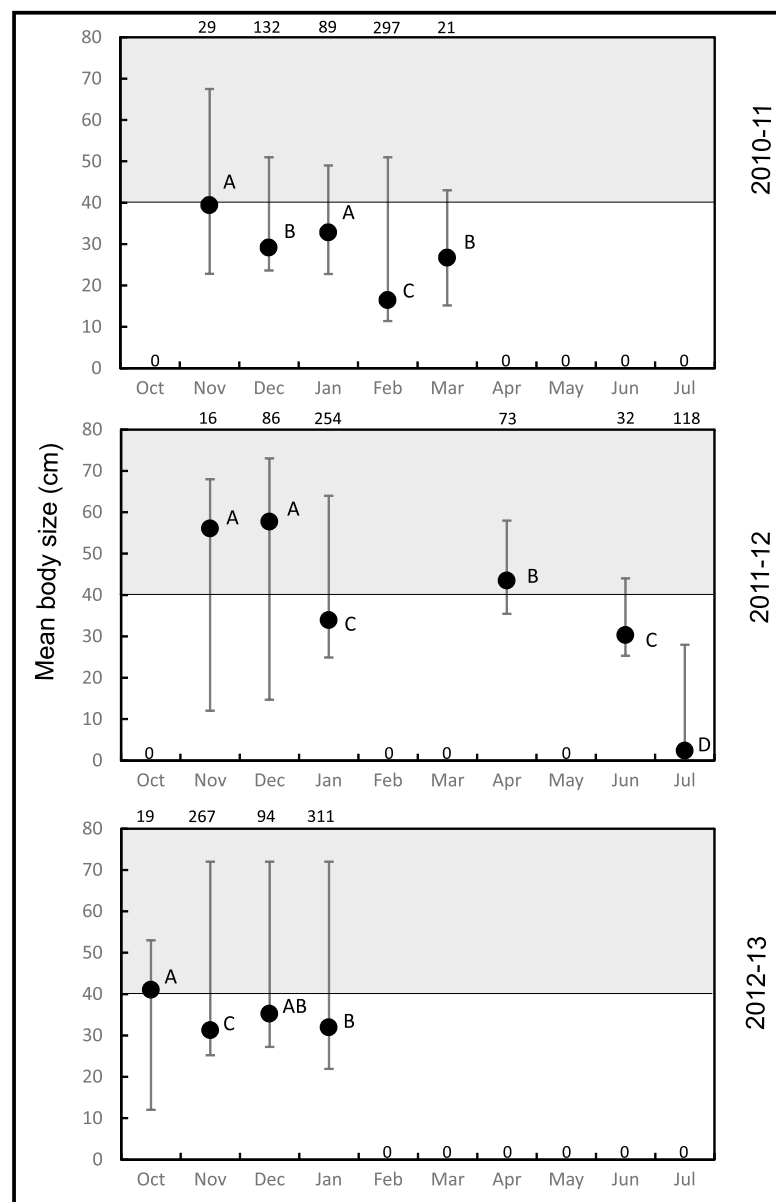 29 132 89 297 21
80
70
60
50
40
30
20
10
0
A
B
A
C
B
0 0 0 0 0
Oct Nov Dec Jan Feb Mar Apr May Jun Jul
2010-11
16 86 254 73 32 118
80
70
60
50
40
30
20
10
0
A
A
C
B
C
D
0 0 0 0
Oct Nov Dec Jan Feb Mar Apr May Jun Jul
Mean body size (cm)
2011-12
19 267 94 311
80
70
60
50
40
30
20
10
0
A
C
AB
B
0 0 0 0 0 0
Oct Nov Dec Jan Feb Mar Apr May Jun Jul
2012-13